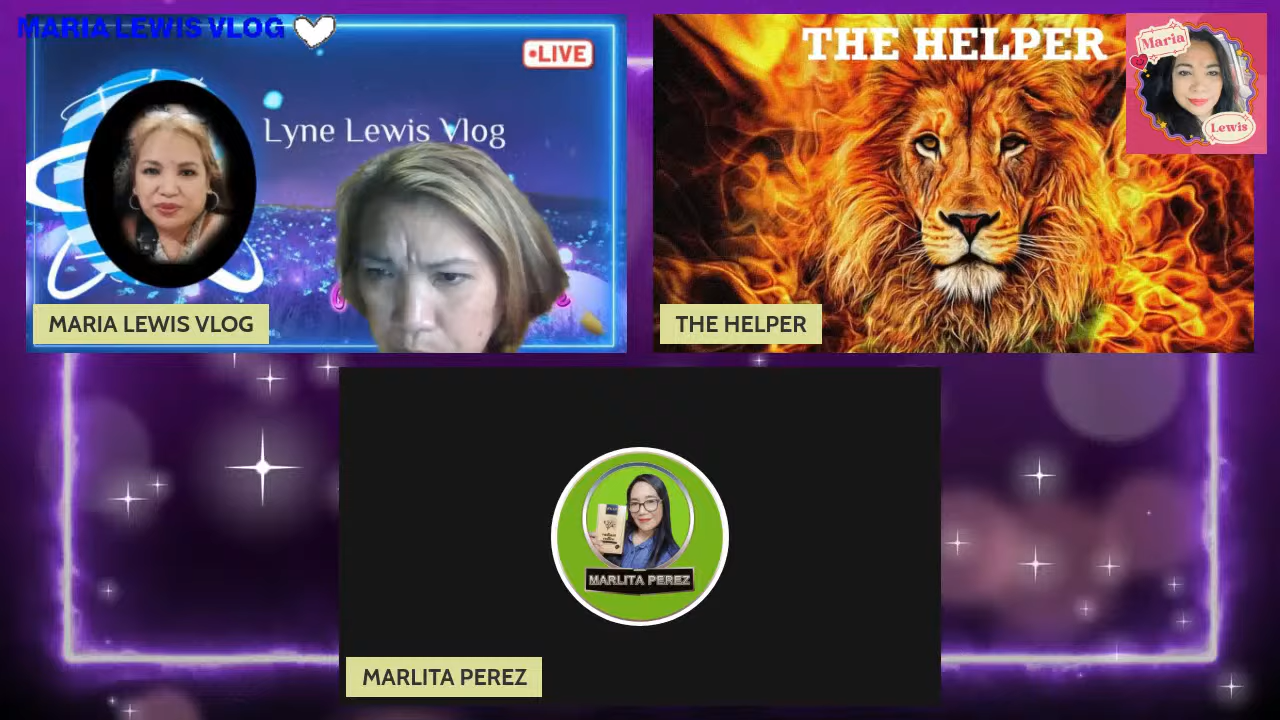 MARIA LEWIS VLOG
LIVE
Lyne Lewis Vlog
MARIA LEWIS VLOG
THE HELPER
Maria
Lewis
THE HELPER
MARLITA PEREZ
MARLITA PEREZ